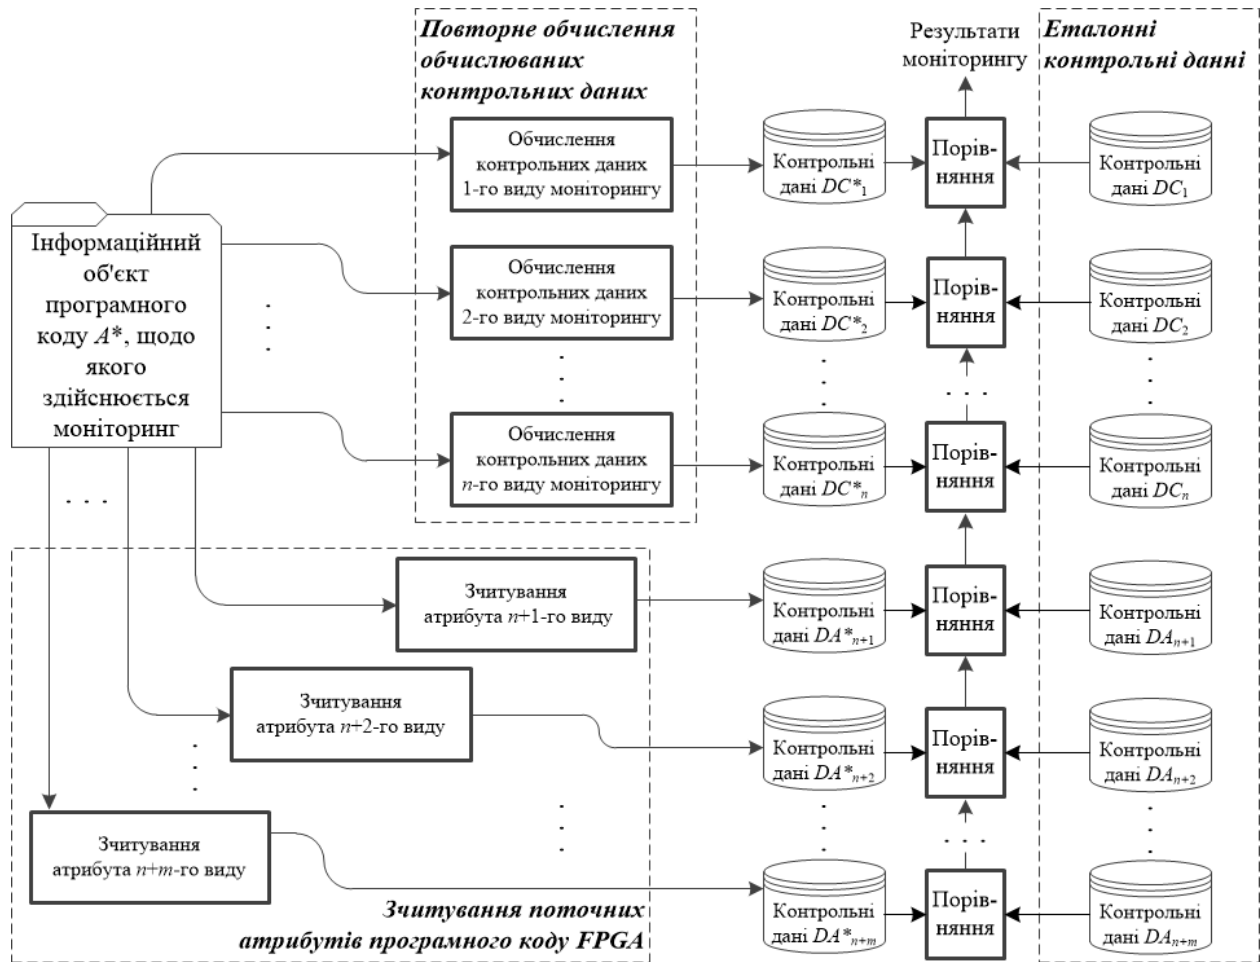 Повторне обчислення
обчислюваних
контрольних даних
Результати
моніторингу
Еталонні
контрольні данні
Обчислення
контрольних даних
1-го виду моніторингу
Контрольні
дані DC*1
Порів-
няння
Контрольні
дані DC1
Інформаційний
об'єкт
програмного
коду A*, щодо
якого
здійснюється
моніторинг
Обчислення
контрольних даних
2-го виду моніторингу
Контрольні
дані DC*2
Порів-
няння
Контрольні
дані DC2
Обчислення
контрольних даних
n-го виду моніторингу
Контрольні
дані DC*n
Порів-
няння
Контрольні
дані DCn
Зчитування
атрибута n+1-го виду
Контрольні
дані DA*n+1
Порів-
няння
Контрольні
дані DAn+1
Зчитування
атрибута n+2-го виду
Контрольні
дані DA*n+2
Порів-
няння
Контрольні
дані DAn+2
Зчитування
атрибута n+m-го виду
Контрольні
дані DA*n+m
Порів-
няння
Контрольні
дані DAn+m
Зчитування поточних
атрибутів програмного коду FPGA